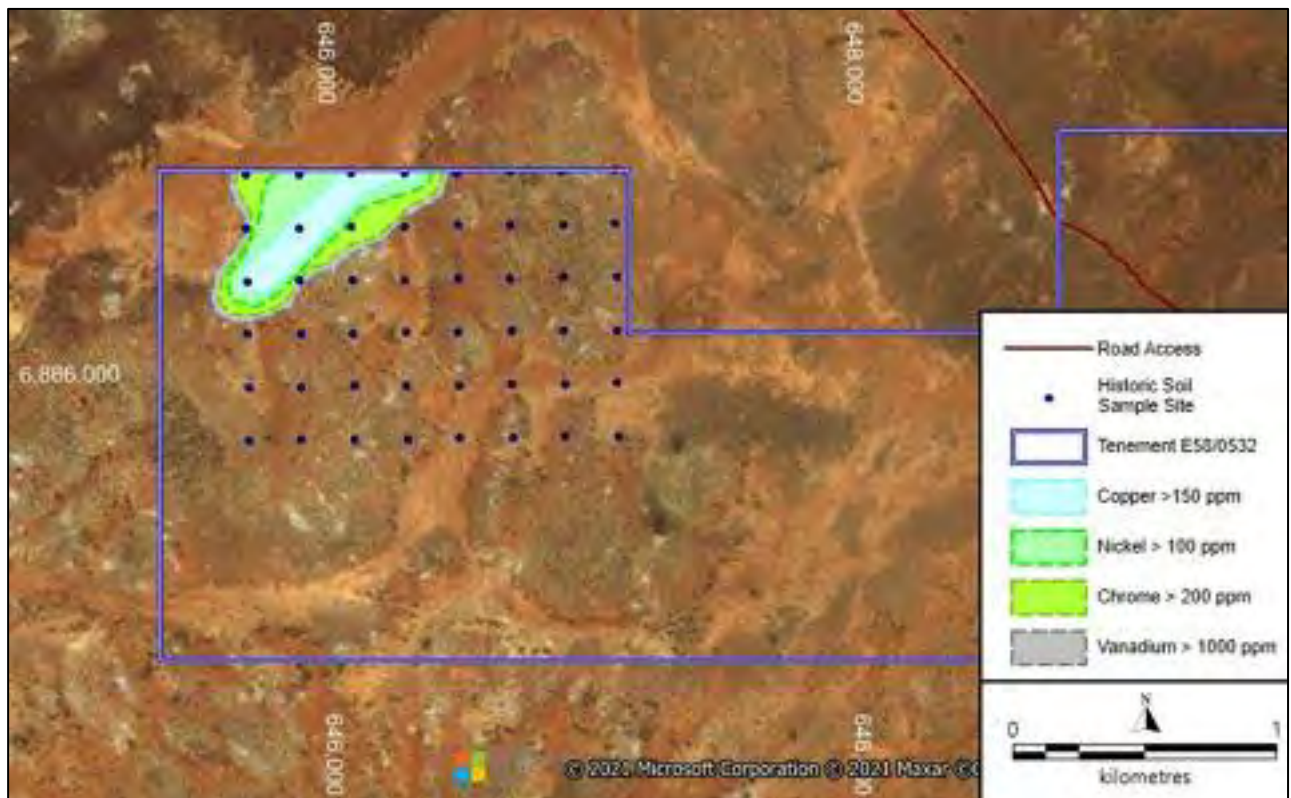 646,000
648,000
6,886,000
Road Access
Historic Soil
Sample Site
Tenement E58/0532
Copper >150 ppm
Nickel > 100 ppm
Chrome > 200 ppm
Vanadium > 1000 ppm
N
0 1
kilometres
646,000
648,000
© 2021 Microsoft Corporation © 2021 Maxar ©C